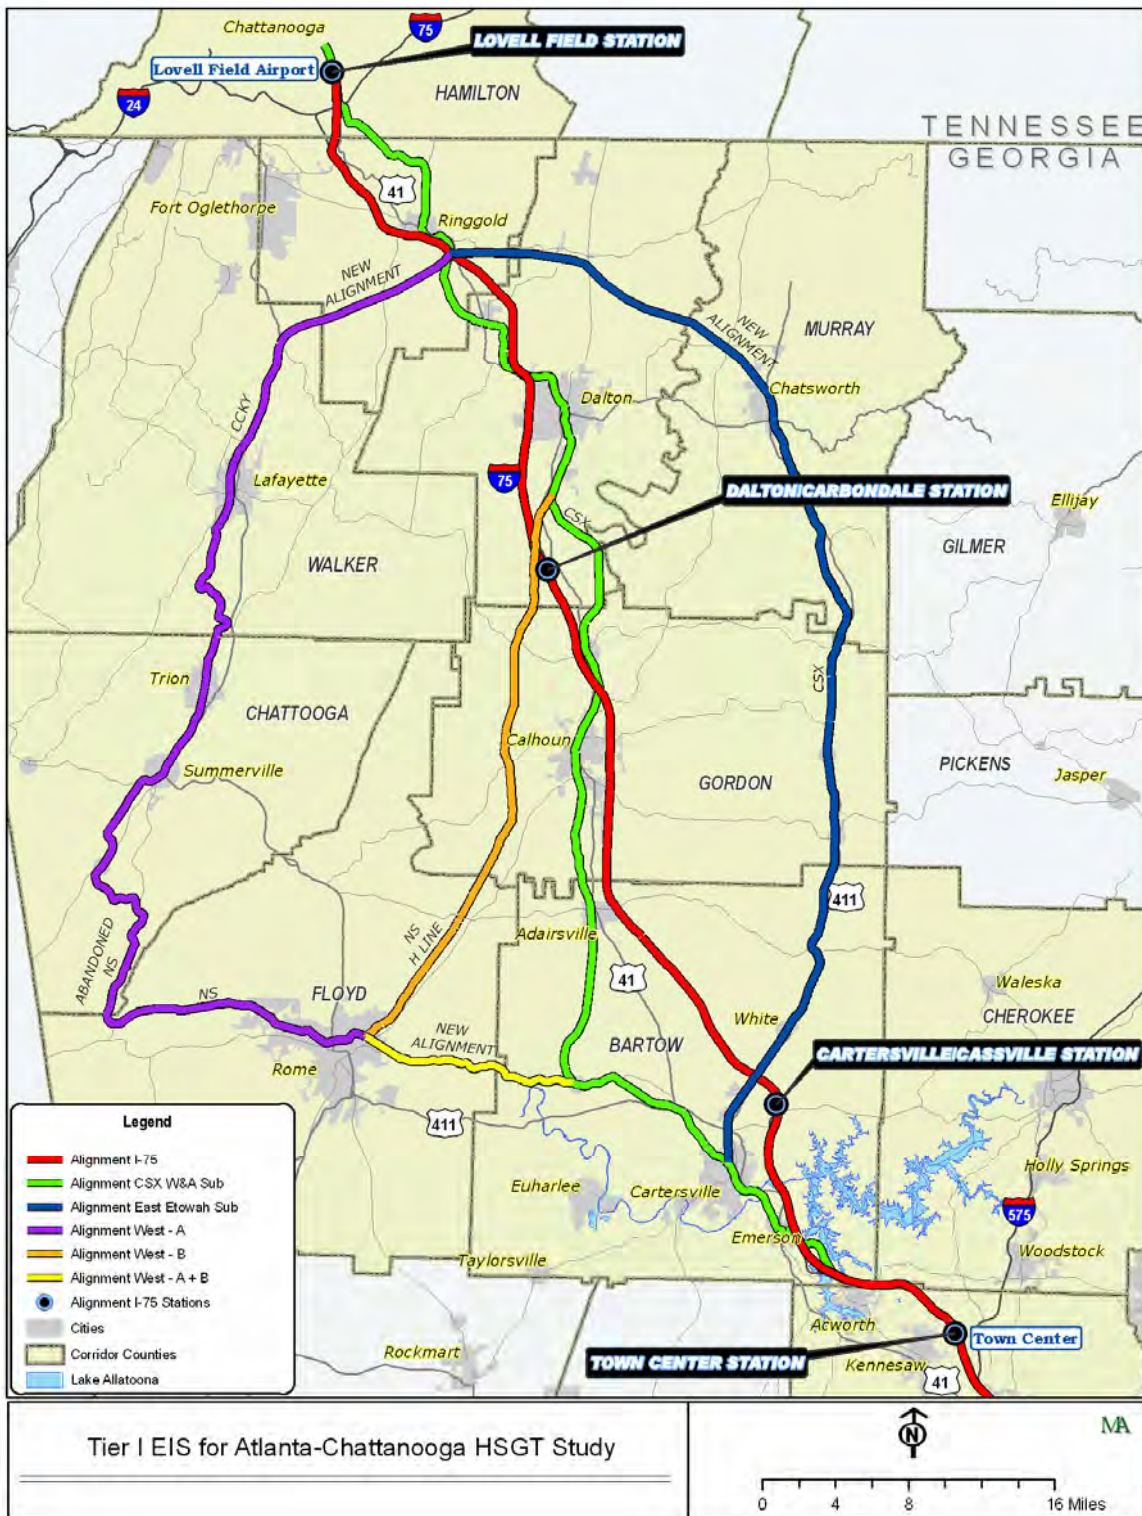 Chattanooga
75
LOVELL FIELD STATION
Lovell Field Airport
24
HAMILTON
TENNESSEE
GEORGIA
41
Fort Oglethorpe
Ringgold
NEW
ALIGNMENT
NEW
ALIGNMENT
MURRAY
Chatsworth
Dalton
CCKY
Lafayette
75
DALTON/CARBONDALE STATION
CSX
Ellijay
GILMER
WALKER
Trion
CHATTOOGA
CSX
Calhoun
Summerville
GORDON
PICKENS
Jasper
411
NS
H LINE
Adairsville
ABANDONED
NS
41
Waleska
NS
FLOYD
White
CHEROKEE
NEW
ALIGNMENT
BARTOW
CARTERSVILLE/CASSVILLE STATION
Rome
411
Holly Springs
Euharlee
Cartersville
575
Emerson
Woodstock
Taylorsville
Acworth
Town Center
Rockmart
TOWN CENTER STATION
Kennesaw
41
Legend
Alignment I-75
Alignment CSX W&A Sub
Alignment East Etowah Sub
Alignment West - A
Alignment West - B
Alignment West - A + B
Alignment I-75 Stations
Cities
Corridor Counties
Lake Allatoona
Tier I EIS for Atlanta-Chattanooga HSGT Study
N
MA
0 4 8 16 Miles